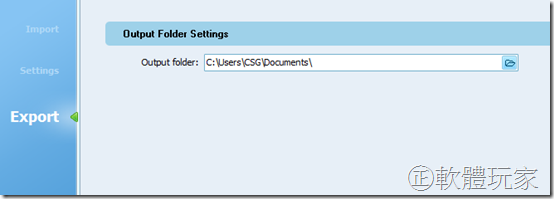 Import
Settings
Export
Output Folder Settings
Output folder: C:\Users\CSG\Documents\
正軟體玩家